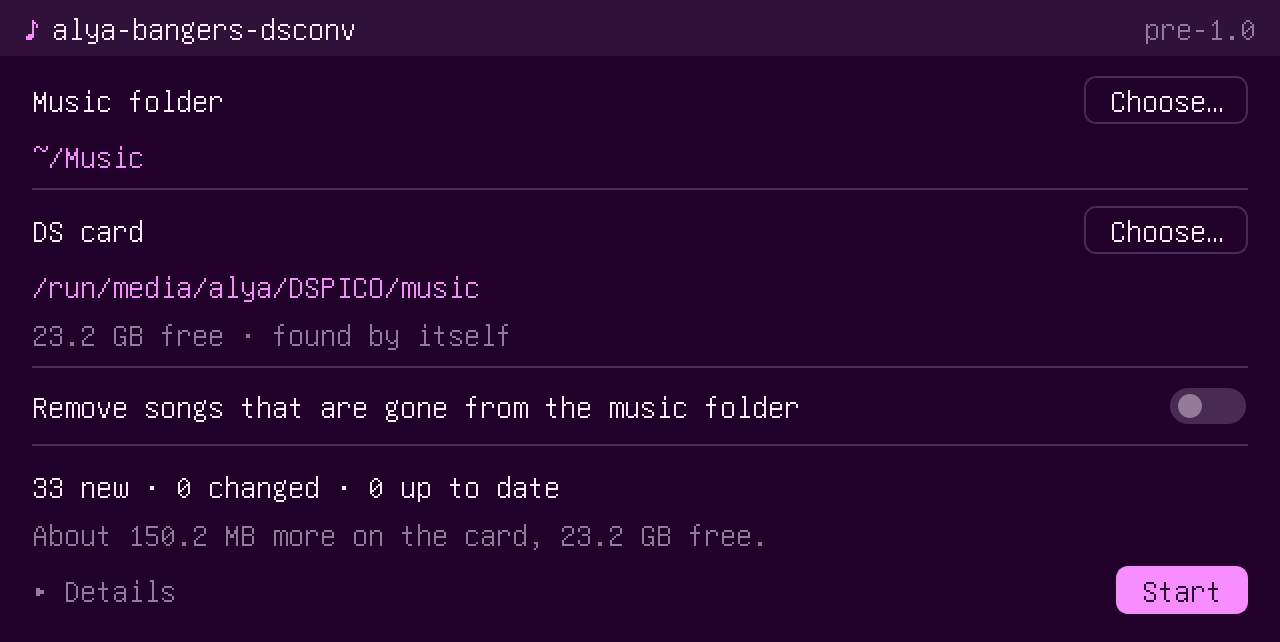 ♪ alya-bangers-dsconv pre-1.0
Music folder Choose…
~/Music
DS card Choose…
/run/media/alya/DSPICO/music
23.2 GB free · found by itself
Remove songs that are gone from the music folder
33 new · 0 changed · 0 up to date
About 150.2 MB more on the card, 23.2 GB free.
▸ Details Start